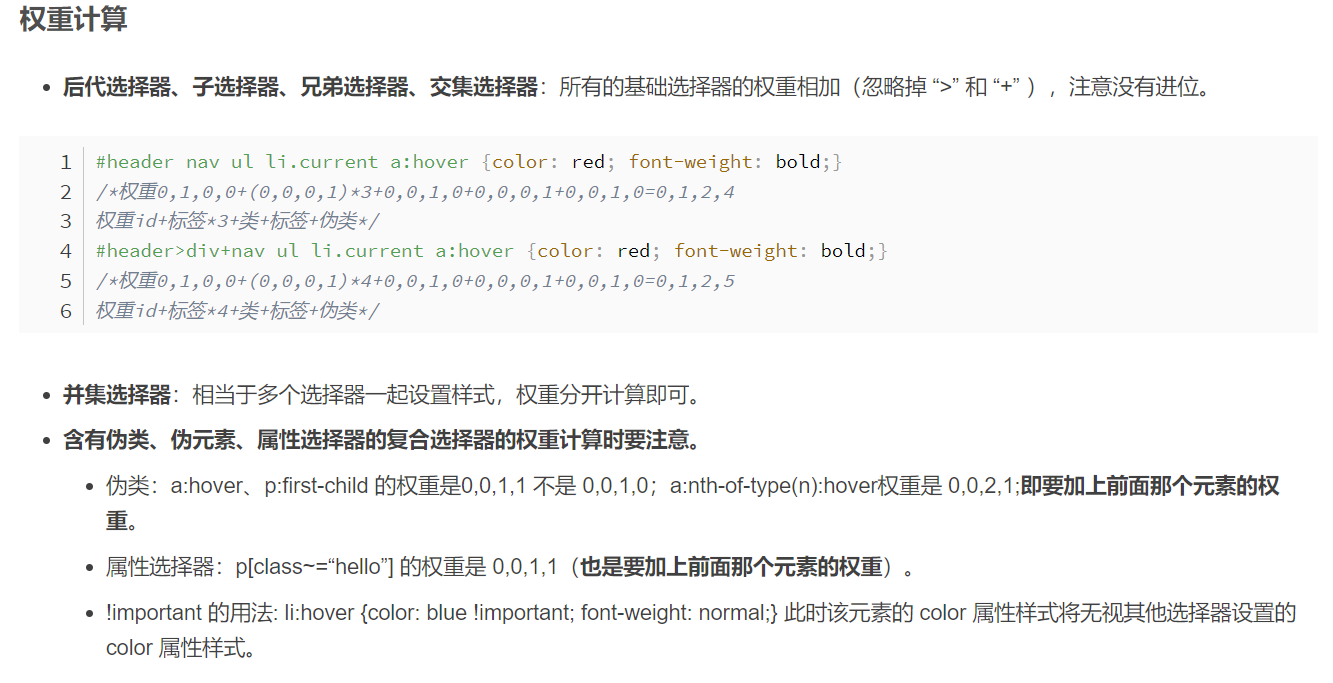 权重计算
后代选择器、子选择器、兄弟选择器、交集选择器：所有的基础选择器的权重相加（忽略掉 “>” 和 “+” ），注意没有进位。
1 #header nav ul li.current a:hover {color: red; font-weight: bold;}
2 /*权重0,1,0,0+(0,0,0,1)*3+0,0,1,0+0,0,0,1+0,0,1,0=0,1,2,4
3 权重id+标签*3+类+标签+伪类*/
4 #header>div+nav ul li.current a:hover {color: red; font-weight: bold;}
5 /*权重0,1,0,0+(0,0,0,1)*4+0,0,1,0+0,0,0,1+0,0,1,0=0,1,2,5
6 权重id+标签*4+类+标签+伪类*/
并集选择器：相当于多个选择器一起设置样式，权重分开计算即可。
含有伪类、伪元素、属性选择器的复合选择器的权重计算时要注意。
伪类：a:hover、p:first-child 的权重是0,0,1,1 不是 0,0,1,0；a:nth-of-type(n):hover权重是 0,0,2,1;即要加上前面那个元素的权
重。
属性选择器：p[class~=“hello”] 的权重是 0,0,1,1（也是要加上前面那个元素的权重）。
!important 的用法: li:hover {color: blue !important; font-weight: normal;} 此时该元素的 color 属性样式将无视其他选择器设置的
color 属性样式。